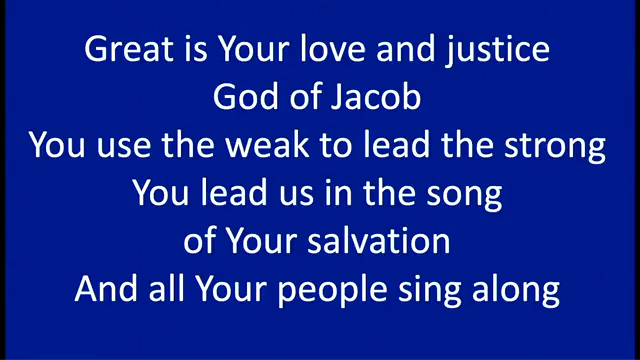 Great is Your love and justice
God of Jacob
You use the weak to lead the strong
You lead us in the song
of Your salvation
And all Your people sing along